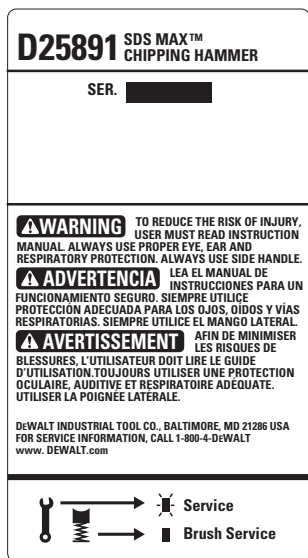 D25891 SDS MAX™
CHIPPING HAMMER
SER.
WARNING TO REDUCE THE RISK OF INJURY,
USER MUST READ INSTRUCTION
MANUAL. ALWAYS USE PROPER EYE, EAR AND
RESPIRATORY PROTECTION. ALWAYS USE SIDE HANDLE.
ADVERTENCIA LEA EL MANUAL DE
INSTRUCCIONES PARA UN
FUNCIONAMIENTO SEGURO. SIEMPRE UTILIÇE
PROTECCIÓN ADECUADA PARA LOS OJOS, OÍDOS Y VÍAS
RESPIRATORIAS. SIEMPRE UTILICE EL MANGO LATERAL.
AVERTISSEMENT AFIN DE MINIMISER
LES RISQUES DE
BLESSURES, L'UTILISATEUR DOIT LIRE LE GUIDE
D'UTILISATION.TOUJOURS UTILISER UNE PROTECTION
OCULAIRE, AUDITIVE ET RESPIRATOIRE ADÉQUATE.
UTILISER LA POIGNÉE LATÉRALE.
DEWALT INDUSTRIAL TOOL CO., BALTIMORE, MD 21286 USA
FOR SERVICE INFORMATION, CALL 1-800-4-DEWALT
www. DEWALT.com
Service
Brush Service